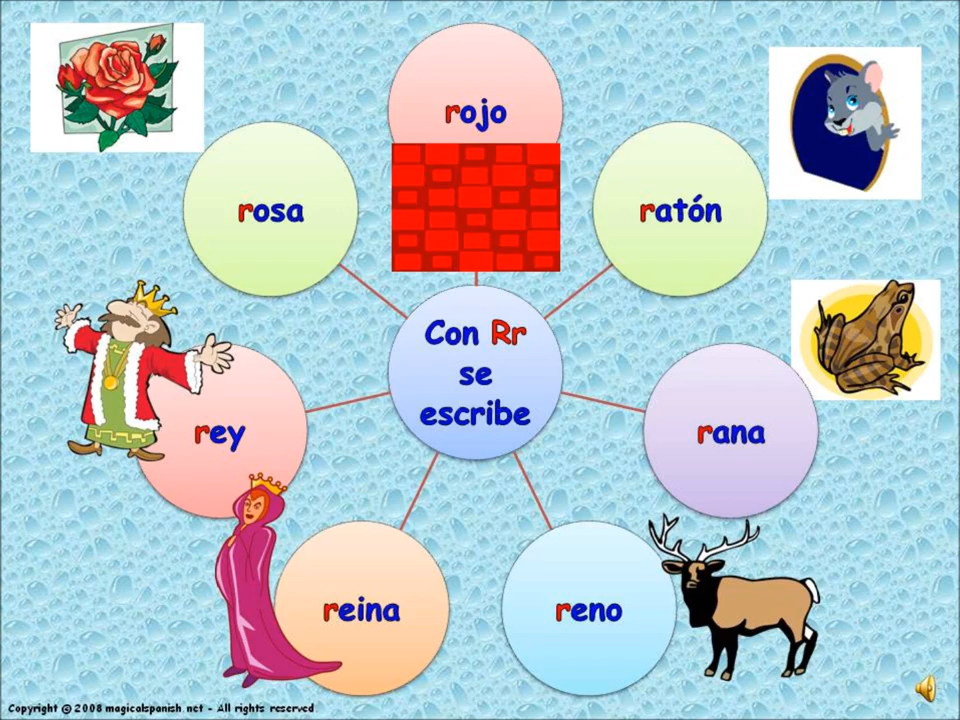 rojo
rosa
ratón
Con Rr
se
escribe
rey
rana
reina
reno
Copyright © 2008 magicalspanish.net - All rights reserved.